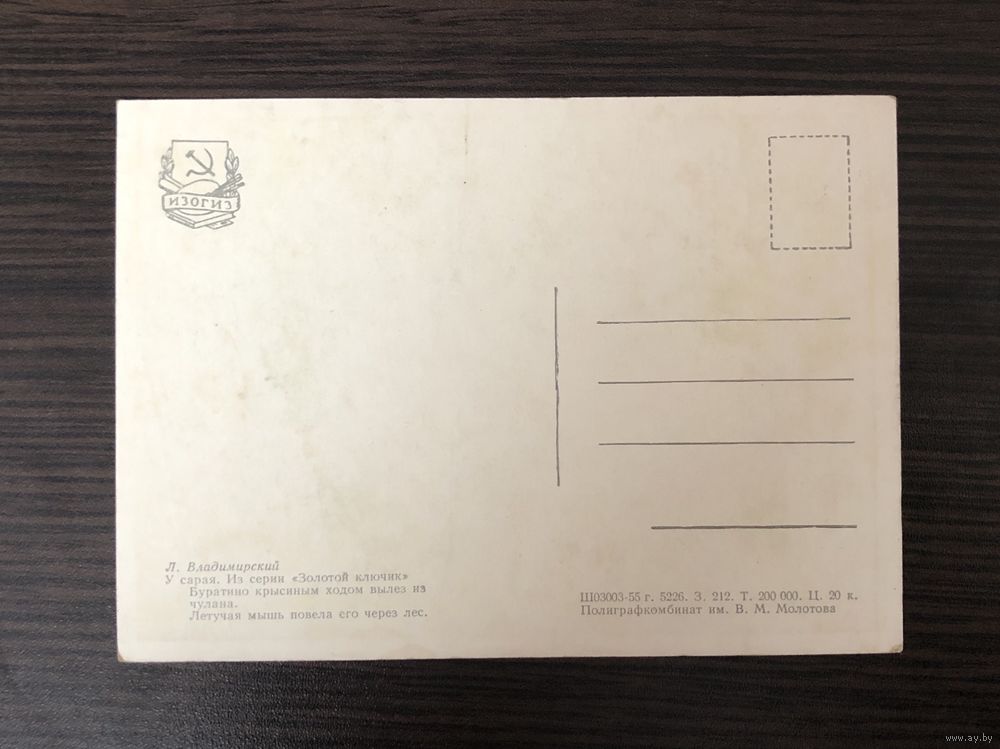 ИЗОГИЗ
Л. Владимирский
У сарая. Из серии «Золотой ключик»
Буратино крысиным ходом вылез из
чулана.
Летучая мышь повела его через лес.
Ш03003-55 г. 5226. З. 212. Т. 200 000. Ц. 20 к.
Полиграфкомбинат им. В. М. Молотова
www.ay.by